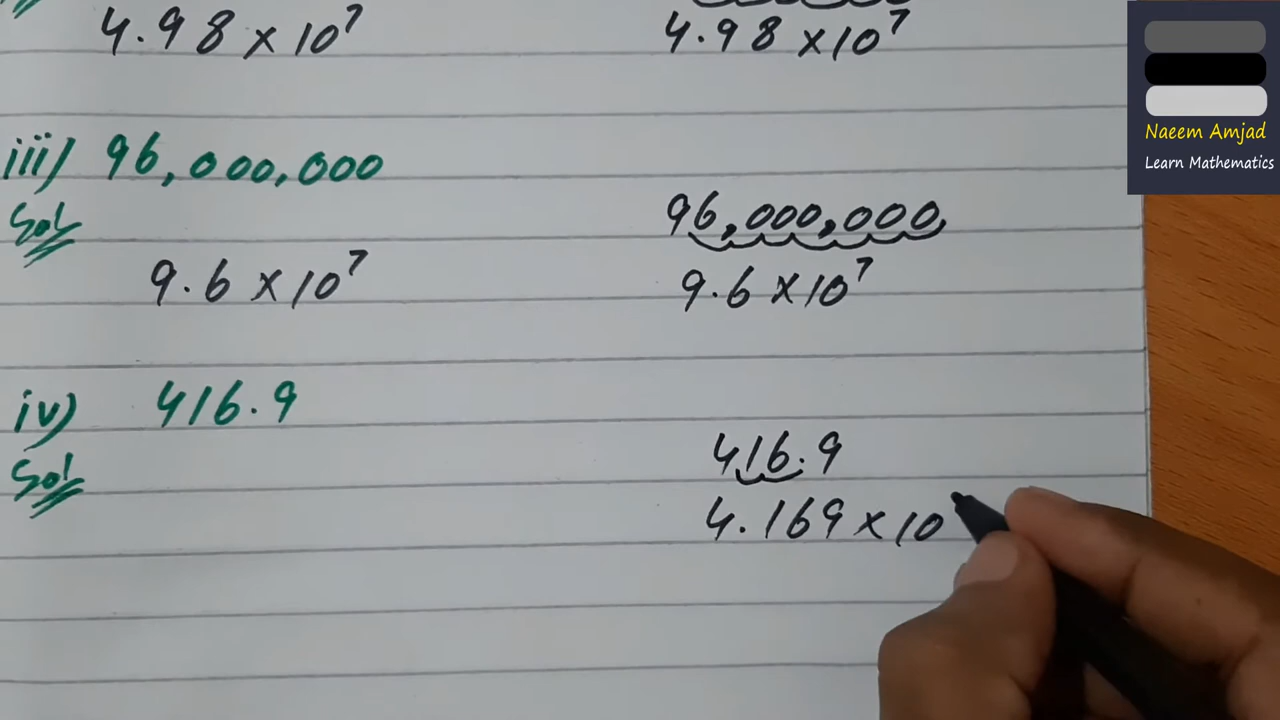 4.98 × 10⁷ 4.98 × 10⁷
iii) 96,000,000
Sol
96,000,000
9.6 × 10⁷ 9.6 × 10⁷
iv) 416.9
Sol
416.9
4.169 × 10
Naeem Amjad
Learn Mathematics